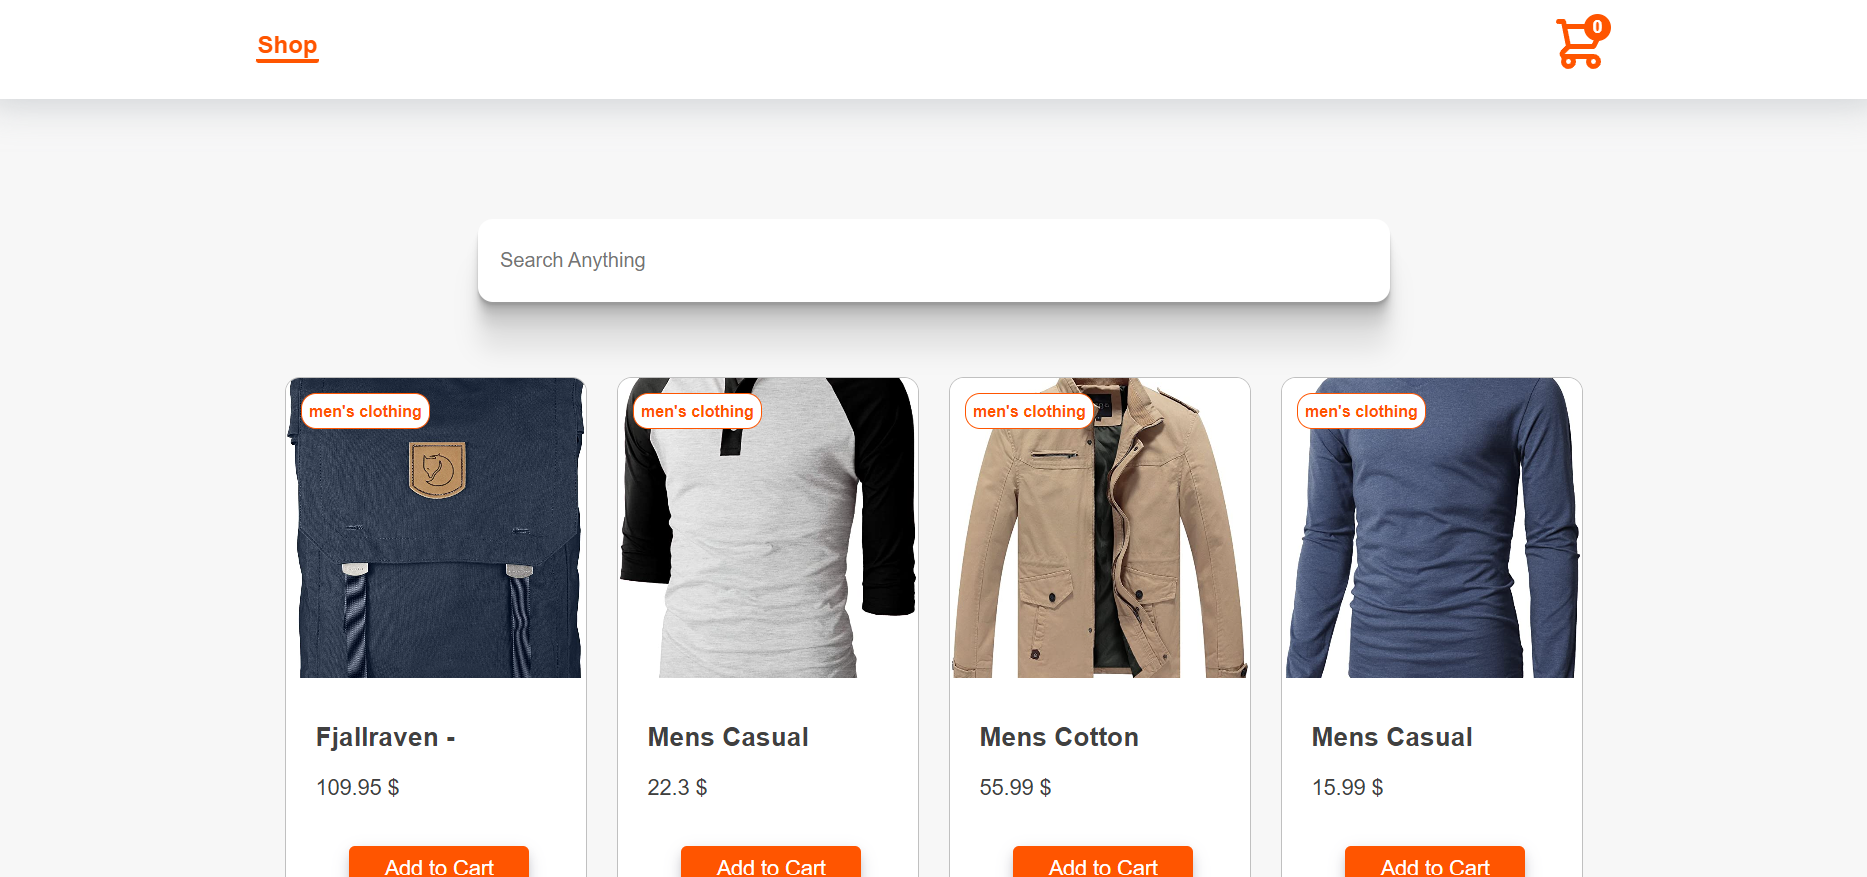 Shop
0
Search Anything
men's clothing
men's clothing
men's clothing
men's clothing
Fjallraven -
Mens Casual
Mens Cotton
Mens Casual
109.95 $
22.3 $
55.99 $
15.99 $
Add to Cart
Add to Cart
Add to Cart
Add to Cart